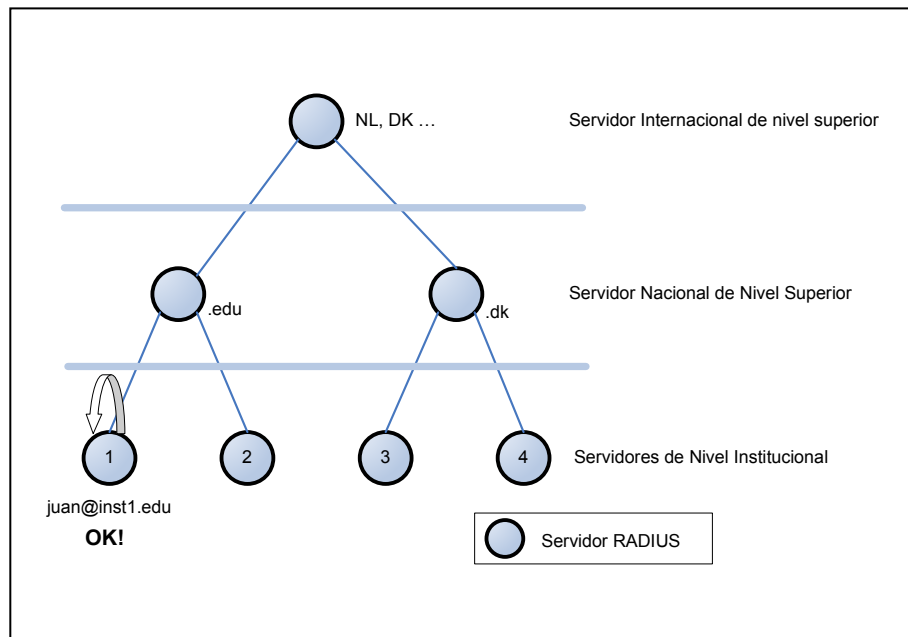 NL, DK …
Servidor Internacional de nivel superior
.edu
.dk
Servidor Nacional de Nivel Superior
1
2
3
4
Servidores de Nivel Institucional
juan@inst1.edu
OK!
Servidor RADIUS